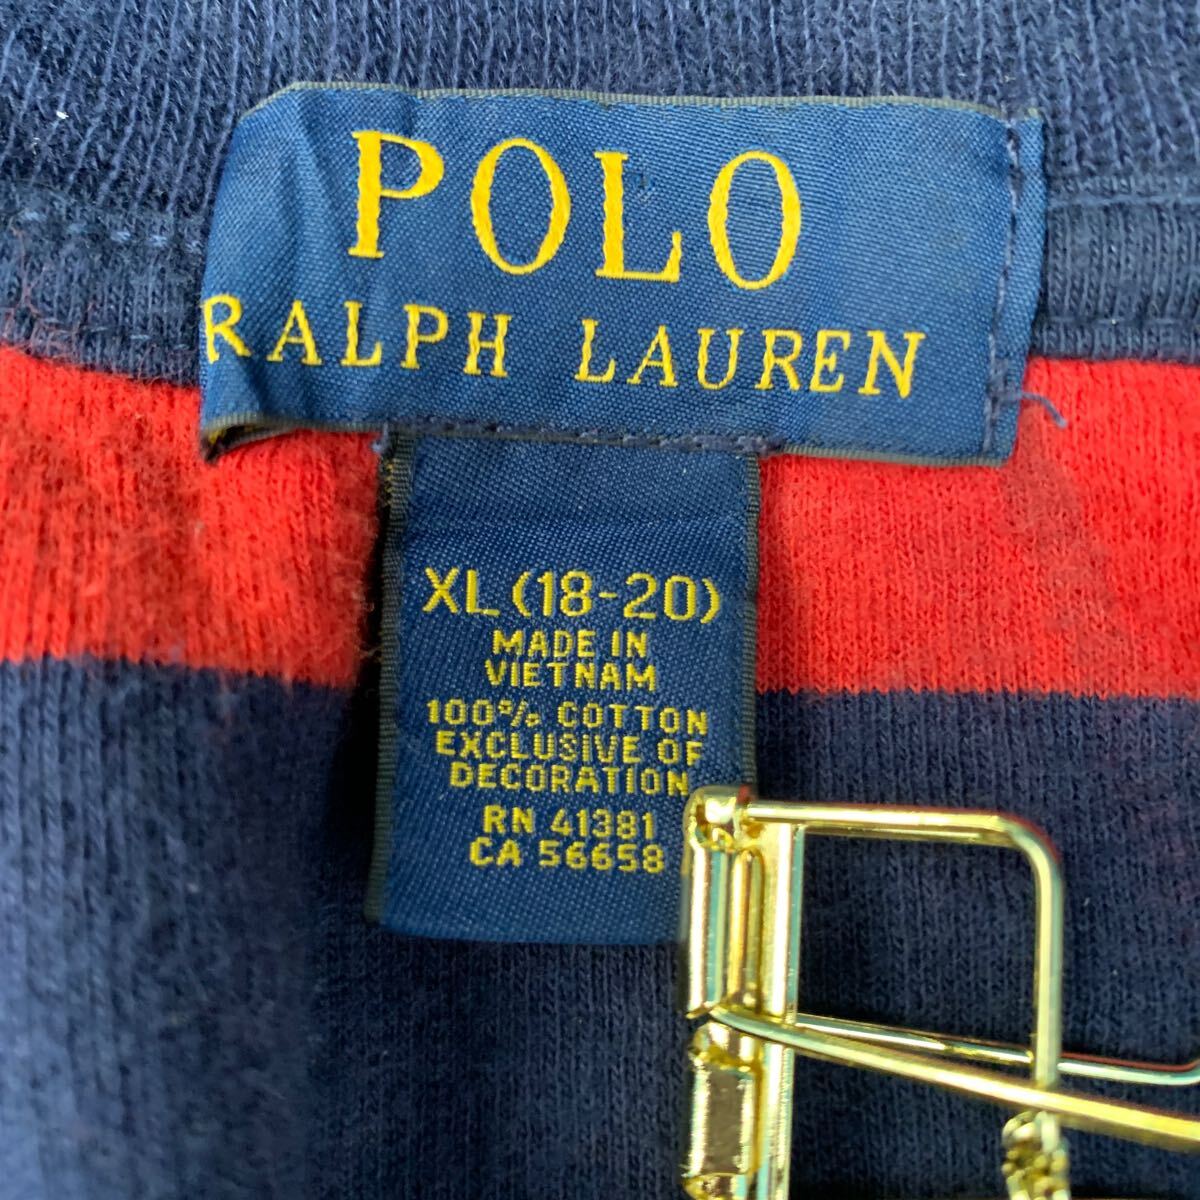 POLO
RALPH LAUREN
XL (18-20)
MADE IN
VIETNAM
100% COTTON
EXCLUSIVE OF
DECORATION
RN 41381
CA 56658